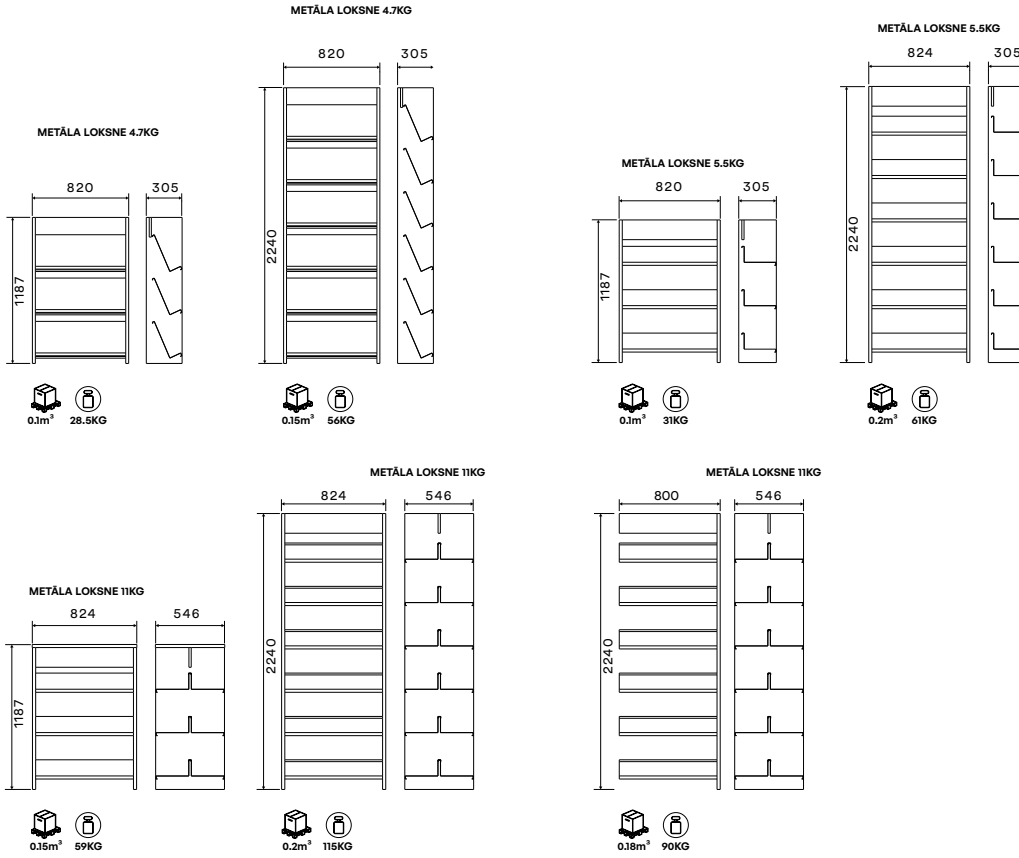 METĀLA LOKSNE 4.7KG
820 305
2240
METĀLA LOKSNE 4.7KG
820 305
1187
0.1m³ 28.5KG
0.15m³ 56KG
METĀLA LOKSNE 5.5KG
824 305
2240
METĀLA LOKSNE 5.5KG
820 305
1187
0.1m³ 31KG
0.2m³ 61KG
METĀLA LOKSNE 11KG
824 546
2240
METĀLA LOKSNE 11KG
824 546
1187
0.15m³ 59KG
0.2m³ 115KG
METĀLA LOKSNE 11KG
800 546
2240
0.18m³ 90KG